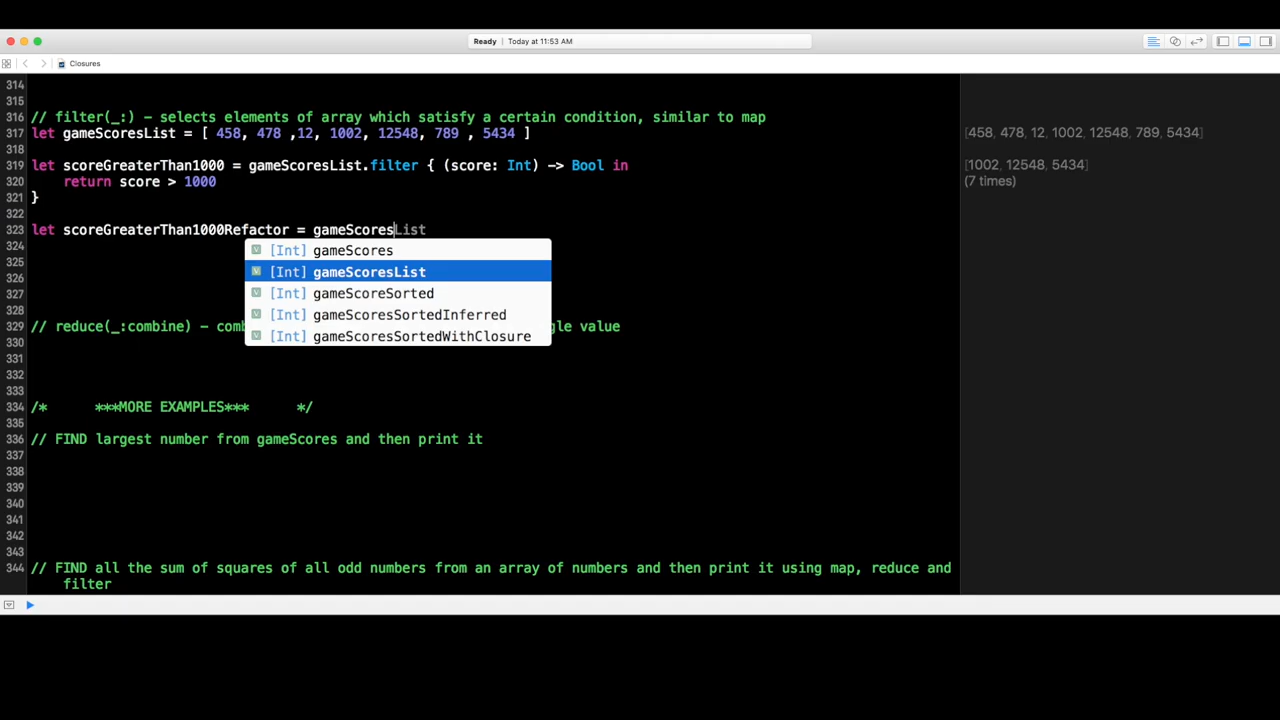 Ready | Today at 11:53 AM
Closures
314
315
316 // filter(_:) – selects elements of array which satisfy a certain condition, similar to map
317 let gameScoresList = [ 458, 478 ,12, 1002, 12548, 789 , 5434 ] [458, 478, 12, 1002, 12548, 789, 5434]
318
319 let scoreGreaterThan1000 = gameScoresList.filter { (score: Int) –> Bool in [1002, 12548, 5434]
320 return score > 1000 (7 times)
321 }
322
323 let scoreGreaterThan1000Refactor = gameScoresList
324 [Int] gameScores
325 [Int] gameScoresList
326 [Int] gameScoreSorted
327
328 [Int] gameScoresSortedInferred
329 // reduce(_:combine) – gle value
330 [Int] gameScoresSortedWithClosure
331
332
333
334 /* ***MORE EXAMPLES*** */
335
336 // FIND largest number from gameScores and then print it
337
338
339
340
341
342
343
344 // FIND all the sum of squares of all odd numbers from an array of numbers and then print it using map, reduce and
filter